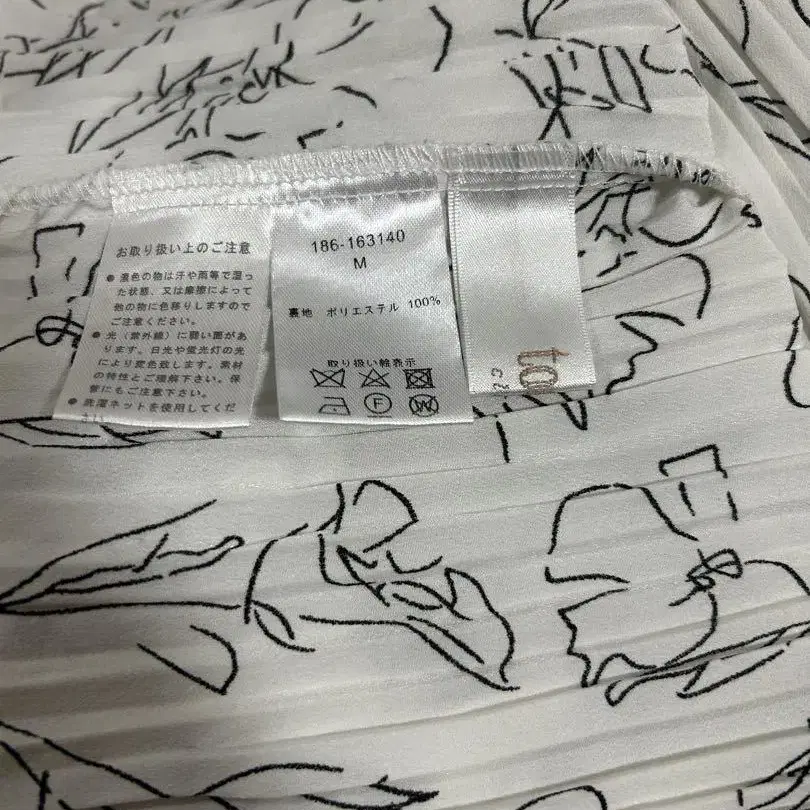 お取り扱い上のご注意
●濃色の物は汗や雨等で湿っ
た状態、又は摩擦によって
他の物に色移りしますので
ご注意ください。
●光（紫外線）に弱い面があ
ります。日光や蛍光灯の光
により変色致します。素材
の特性とご理解下さい。保
管にもご注意下さい。
●洗濯ネットを使用してくだ
さい
186-163140
M
裏地 ポリエステル 100%
取り扱い絵表示
F
W